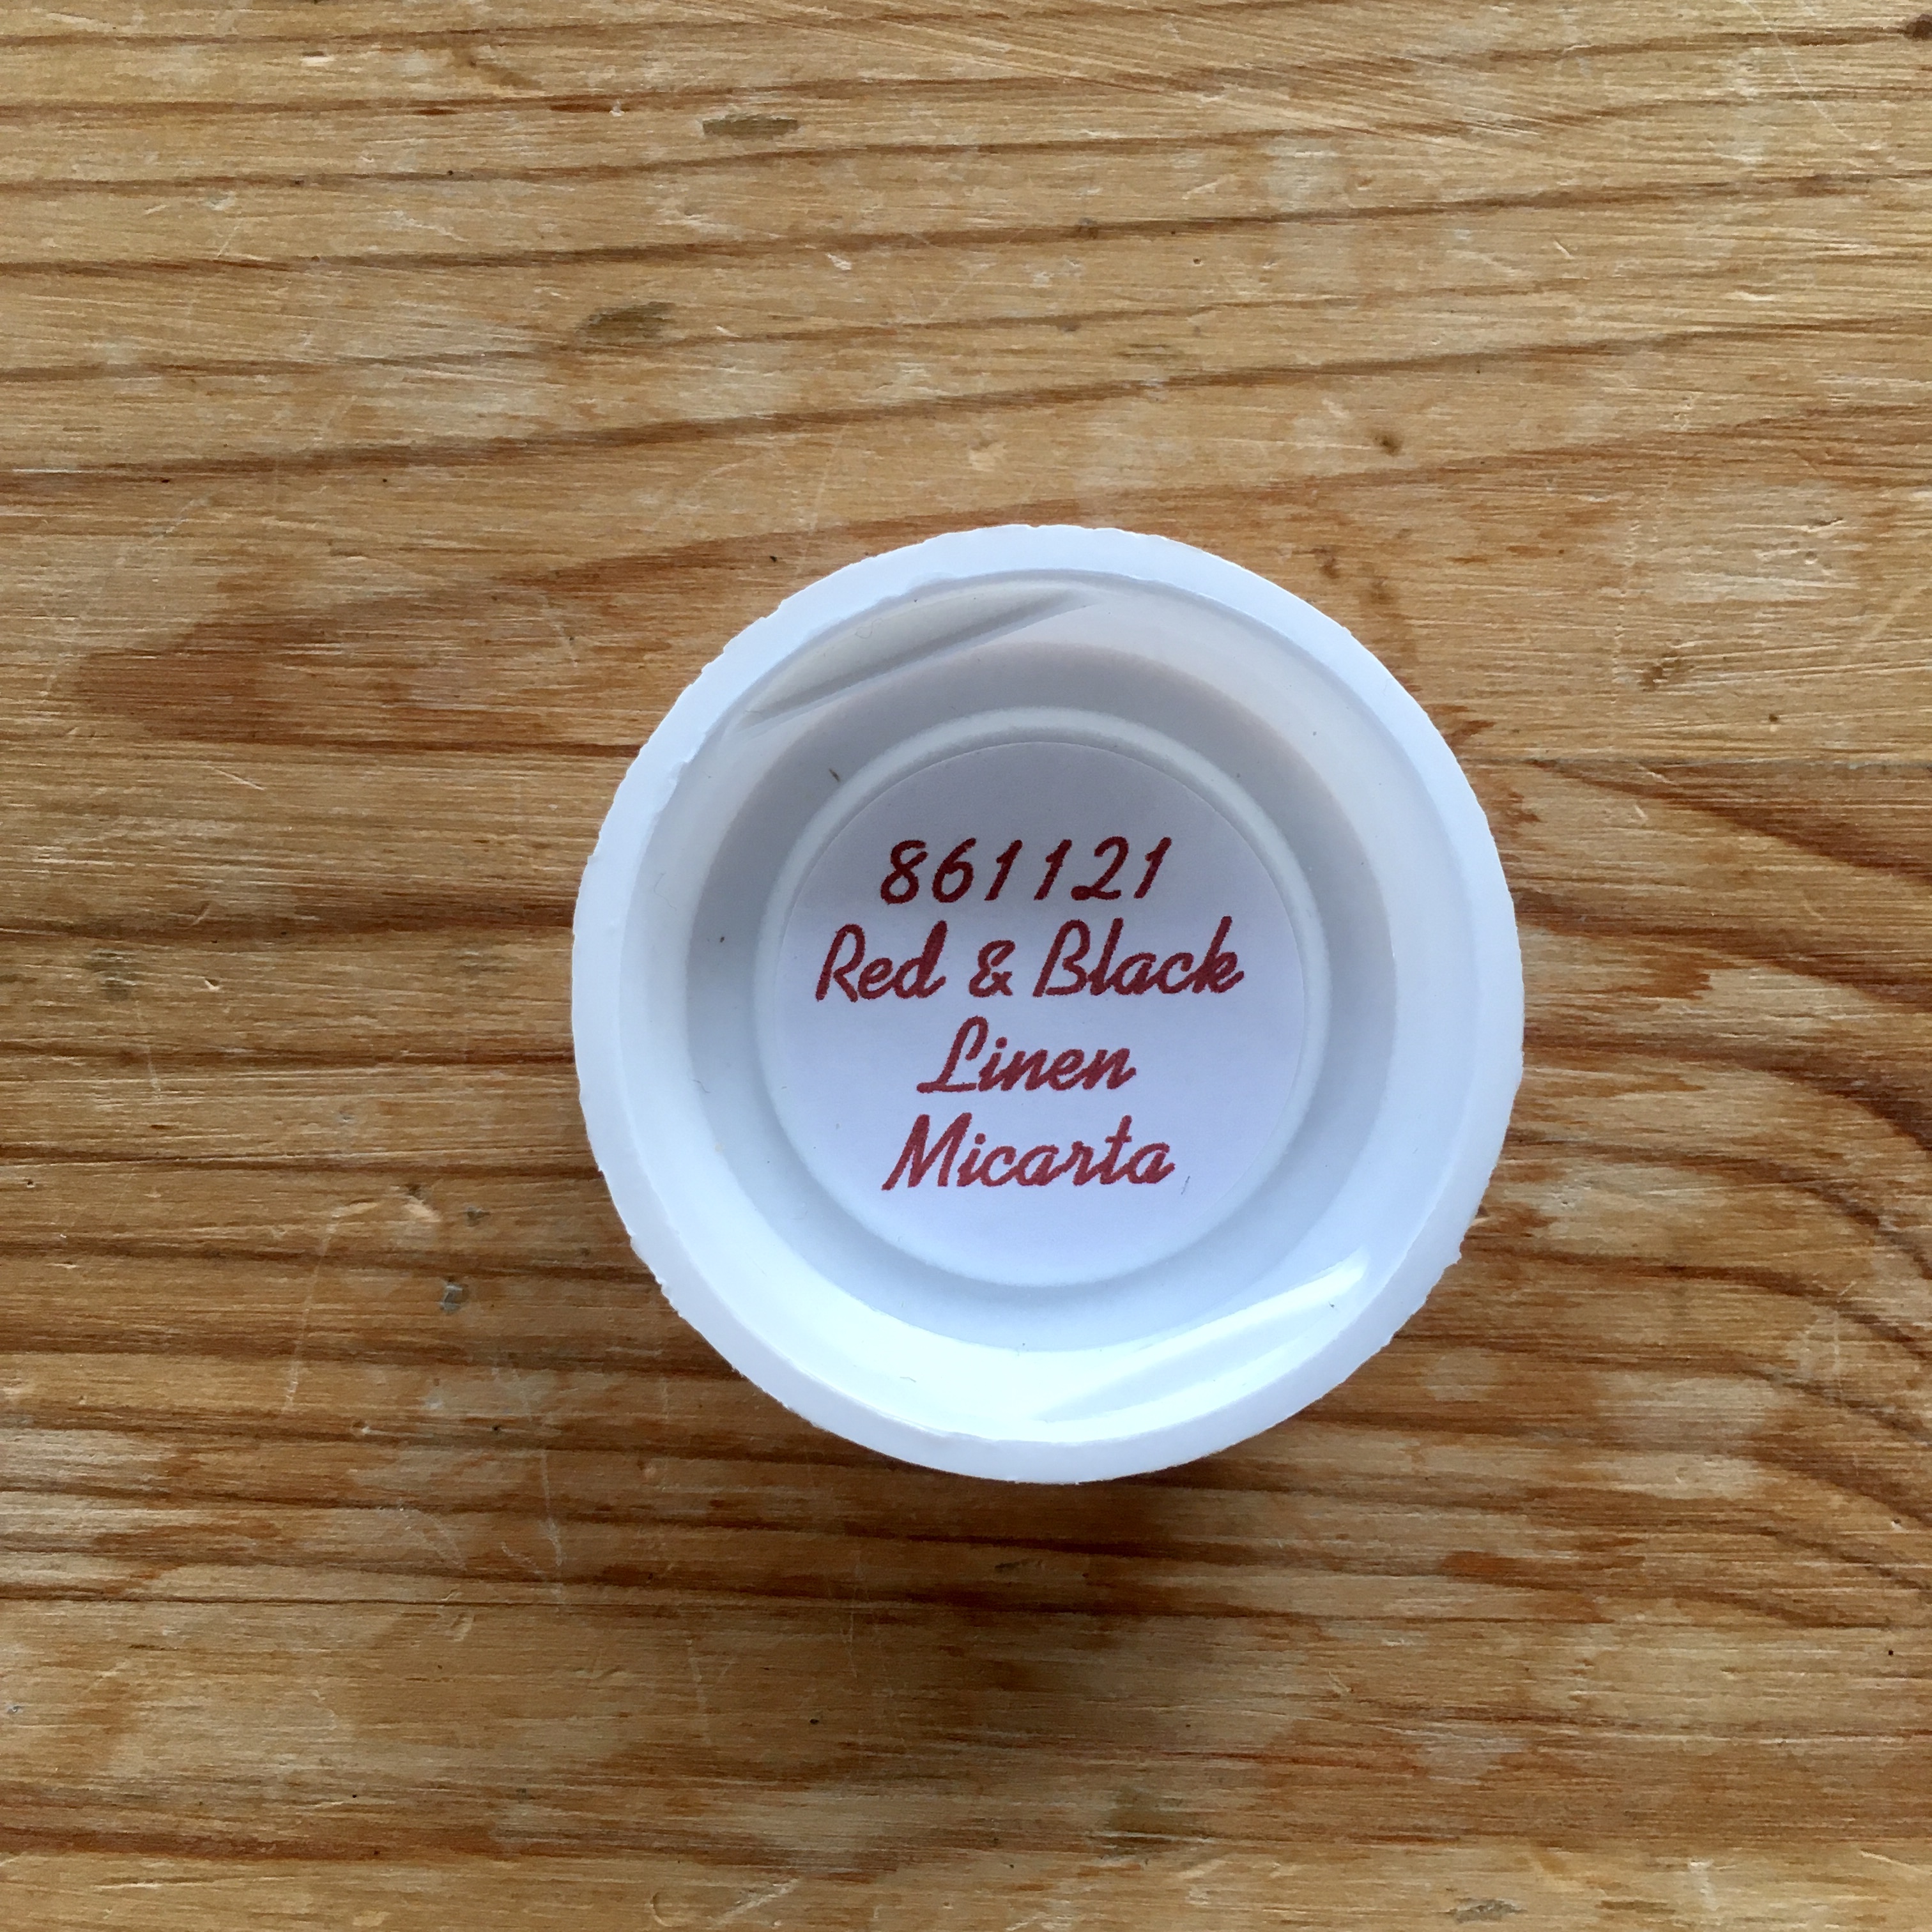 861121
Red & Black
Linen
Micarta